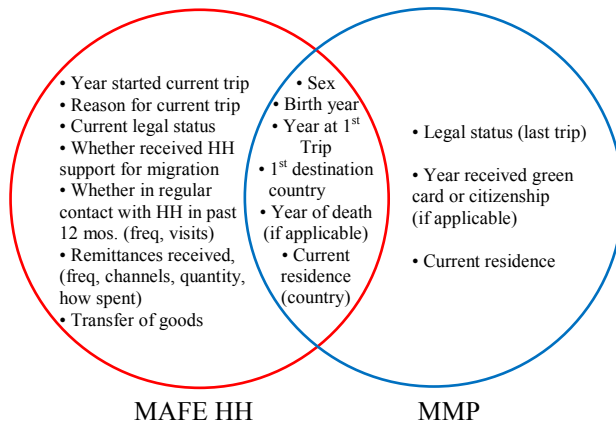 • Year started current trip
• Reason for current trip
• Current legal status
• Whether received HH
support for migration
• Whether in regular
contact with HH in past
12 mos. (freq, visits)
• Remittances received,
(freq, channels, quantity,
how spent)
• Transfer of goods
• Sex
• Birth year
• Year at 1st
Trip
• 1st destination
country
• Year of death
(if applicable)
• Current
residence
(country)
• Legal status (last trip)
• Year received green
card or citizenship
(if applicable)
• Current residence
MAFE HH
MMP